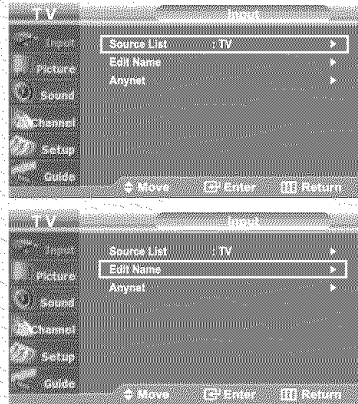 TV Input
Input
Source List : TV
Edit Name
Picture
Anynet
Sound
Channel
Setup
Guide
Move Enter Return
TV Input
Input
Source List : TV
Edit Name
Picture
Anynet
Sound
Channel
Setup
Guide
Move Enter Return